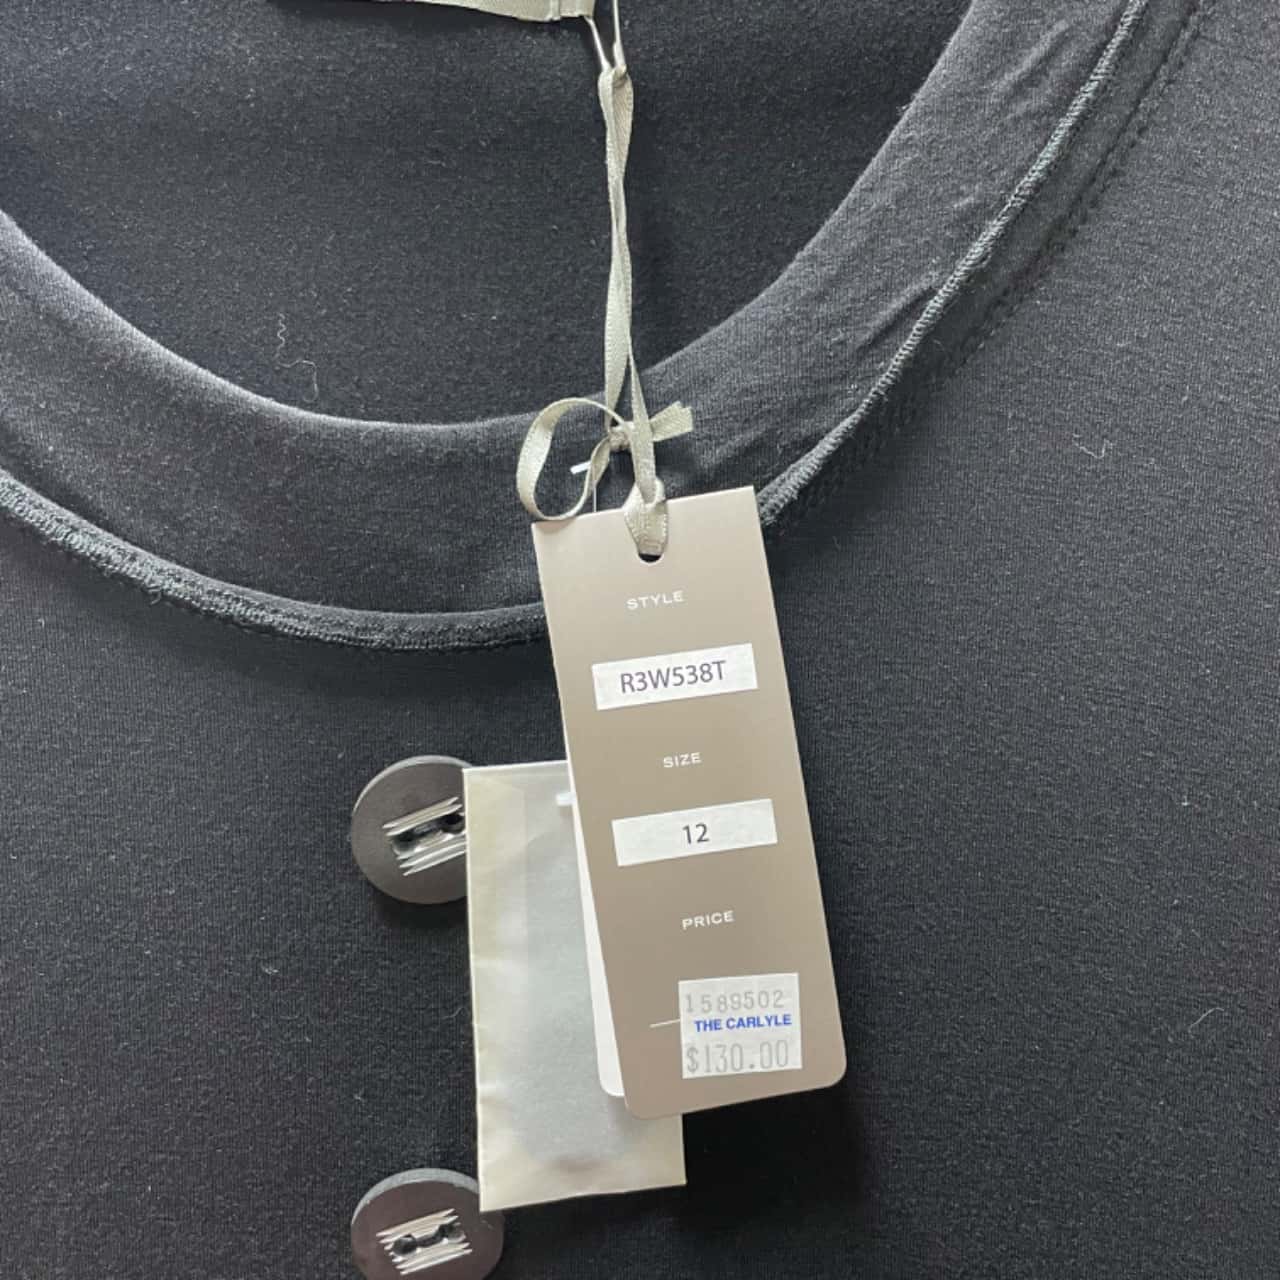 STYLE
R3W538T
SIZE
12
PRICE
1589502
THE CARLYLE
$130.00